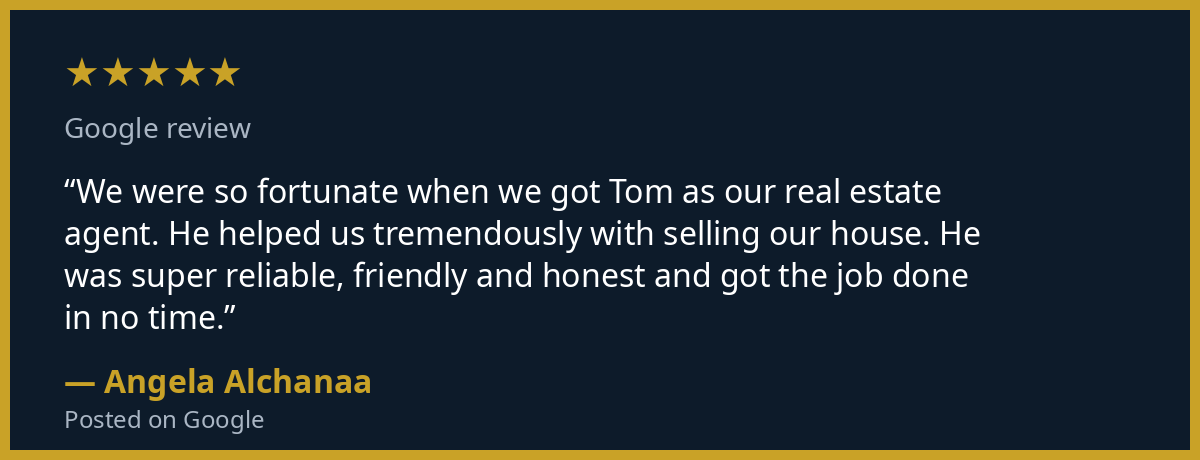 ★★★★★
Google review
“We were so fortunate when we got Tom as our real estate
agent. He helped us tremendously with selling our house. He
was super reliable, friendly and honest and got the job done
in no time.”
— Angela Alchanaa
Posted on Google